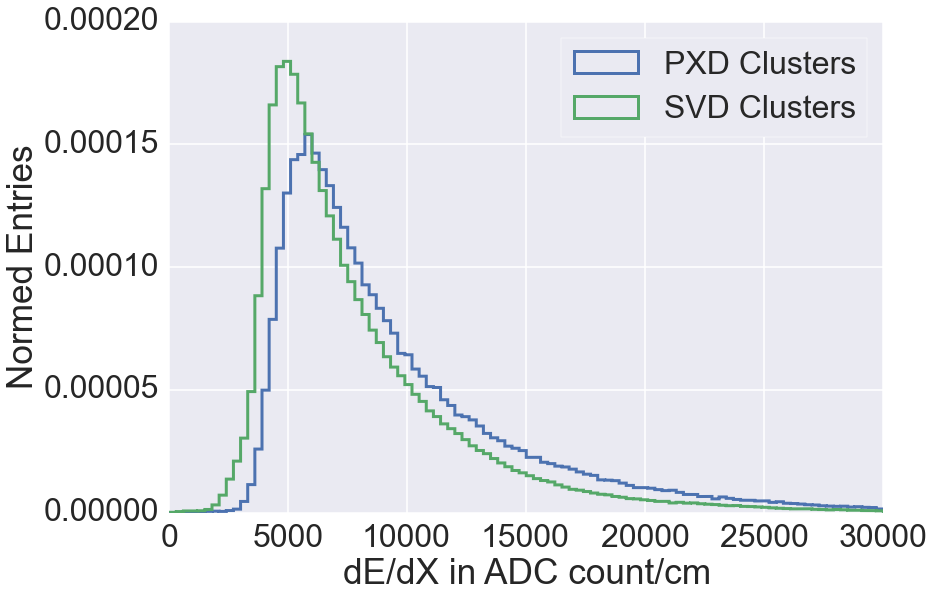 0.00020
0.00015
0.00010
0.00005
0.00000
Normed Entries
PXD Clusters
SVD Clusters
0 5000 10000 15000 20000 25000 30000
dE/dX in ADC count/cm